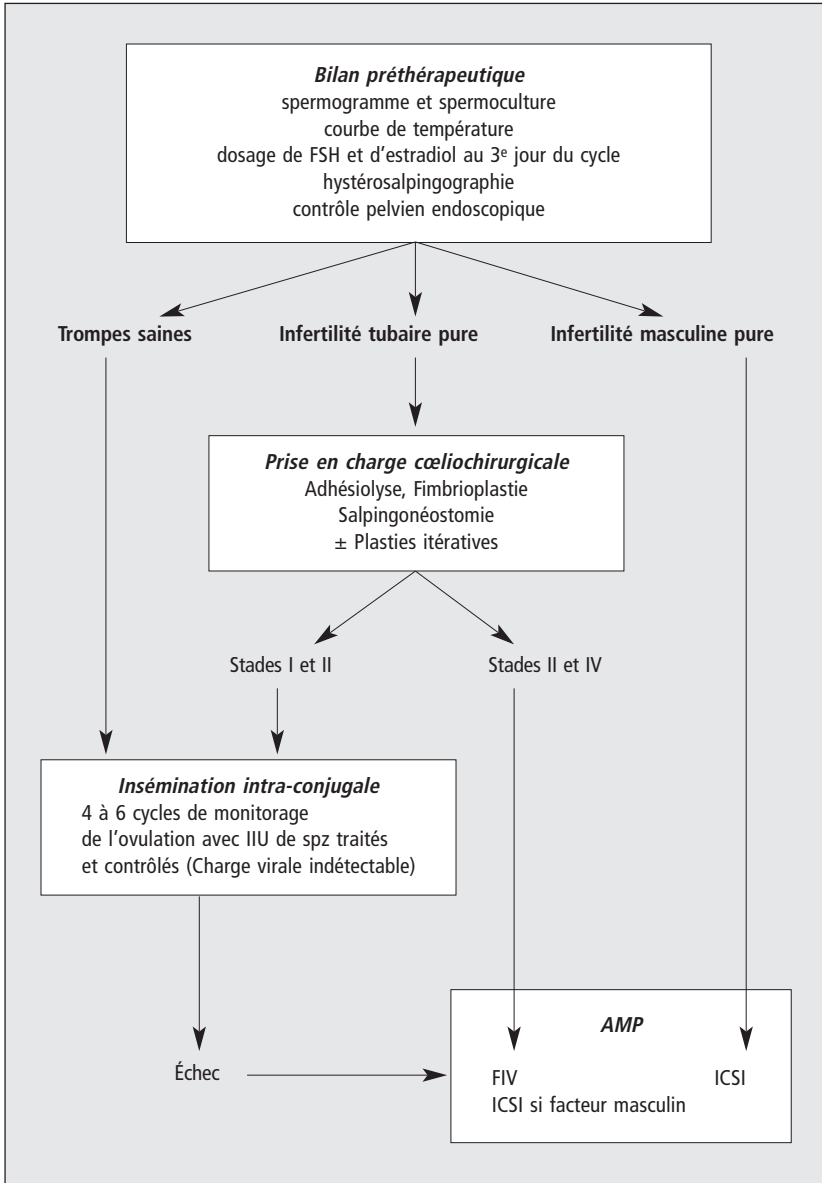 Bilan préthérapeutique
spermogramme et spermoculture
courbe de température
dosage de FSH et d'estradiol au 3e jour du cycle
hystérosalpingographie
contrôle pelvien endoscopique
Trompes saines
Infertilité tubaire pure
Infertilité masculine pure
Prise en charge cœliochirurgicale
Adhésiolyse, Fimbrioplastie
Salpingonéostomie
± Plasties itératives
Stades I et II
Stades II et IV
Insémination intra-conjugale
4 à 6 cycles de monitorage
de l'ovulation avec IIU de spz traités
et contrôlés (Charge virale indétectable)
AMP
Échec
FIV
ICSI
ICSI si facteur masculin